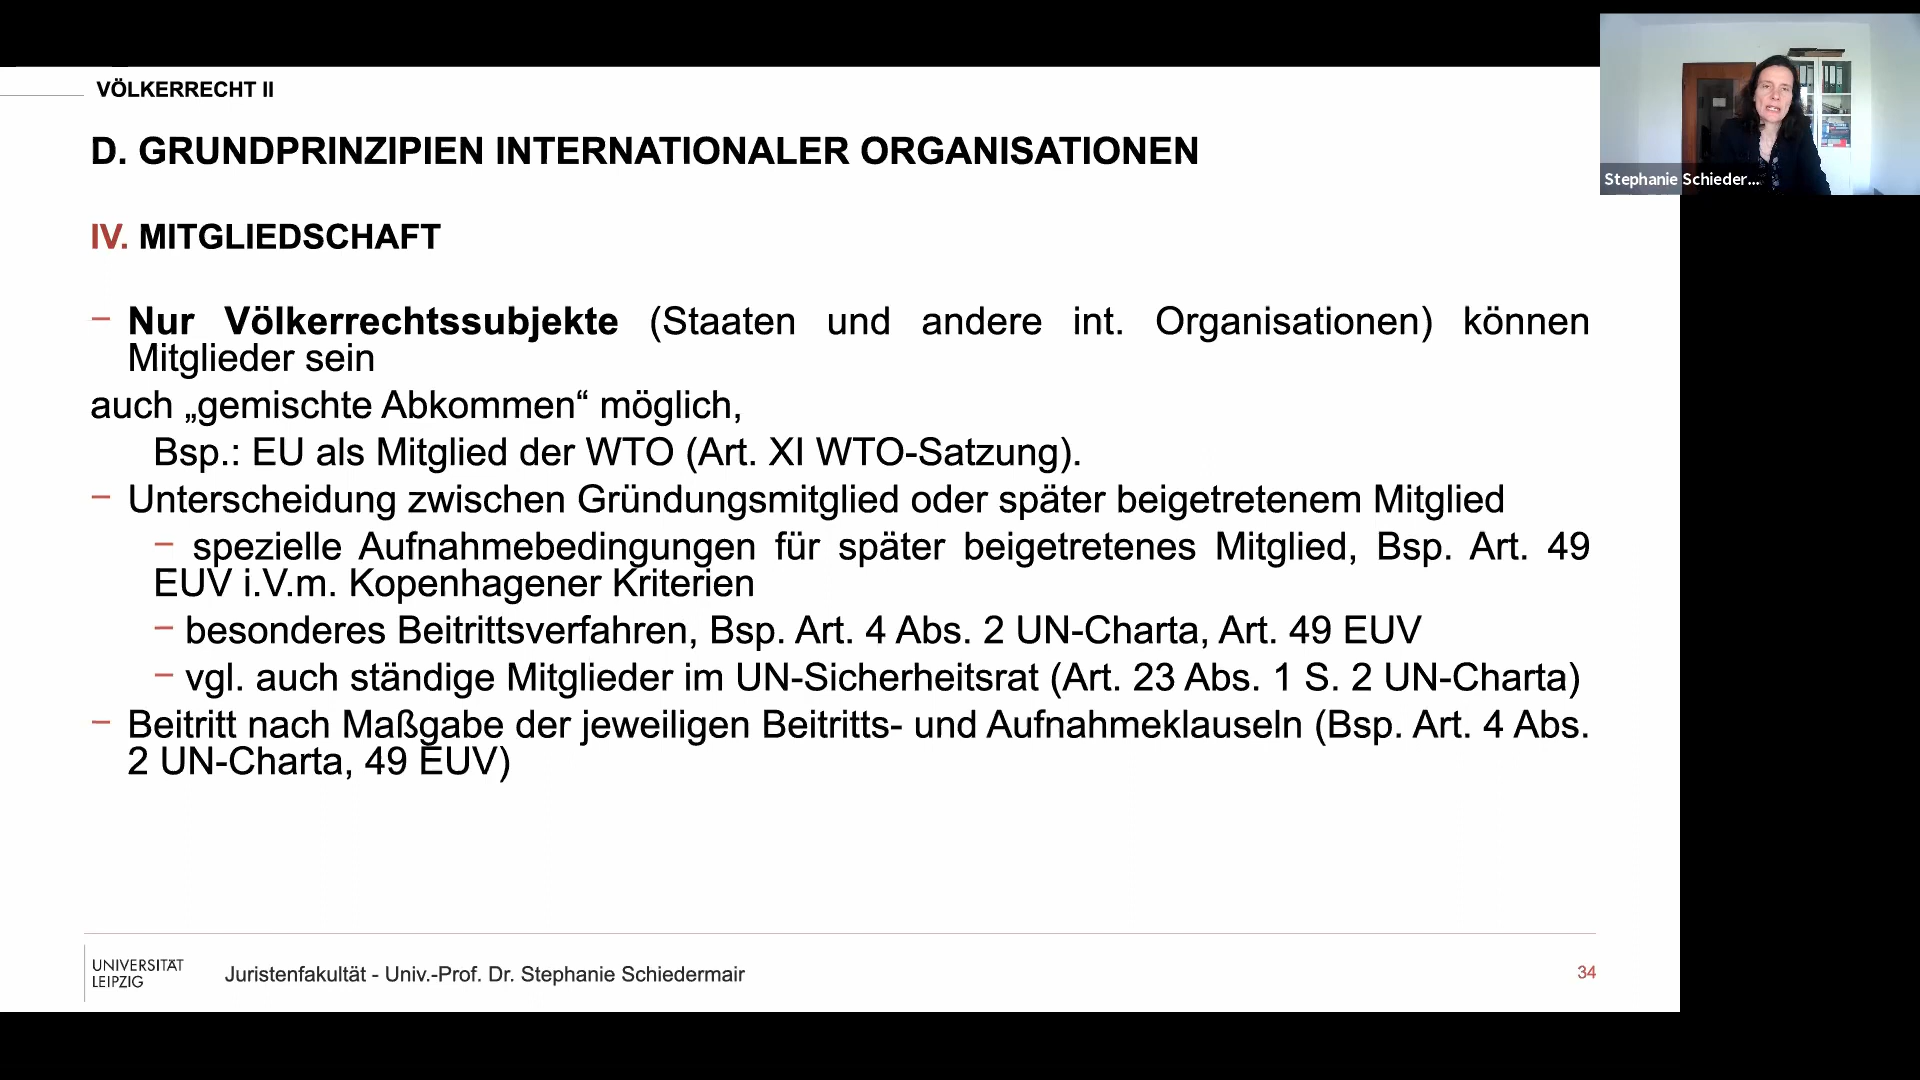 VÖLKERRECHT II
D. GRUNDPRINZIPIEN INTERNATIONALER ORGANISATIONEN
IV. MITGLIEDSCHAFT
– Nur Völkerrechtssubjekte (Staaten und andere int. Organisationen) können
Mitglieder sein
auch „gemischte Abkommen“ möglich,
Bsp.: EU als Mitglied der WTO (Art. XI WTO-Satzung).
– Unterscheidung zwischen Gründungsmitglied oder später beigetretenem Mitglied
– spezielle Aufnahmebedingungen für später beigetretenes Mitglied, Bsp. Art. 49
EUV i.V.m. Kopenhagener Kriterien
– besonderes Beitrittsverfahren, Bsp. Art. 4 Abs. 2 UN-Charta, Art. 49 EUV
– vgl. auch ständige Mitglieder im UN-Sicherheitsrat (Art. 23 Abs. 1 S. 2 UN-Charta)
– Beitritt nach Maßgabe der jeweiligen Beitritts- und Aufnahmeklauseln (Bsp. Art. 4 Abs.
2 UN-Charta, 49 EUV)
UNIVERSITÄT
LEIPZIG
Juristenfakultät - Univ.-Prof. Dr. Stephanie Schiedermair
34
Stephanie Schieder...